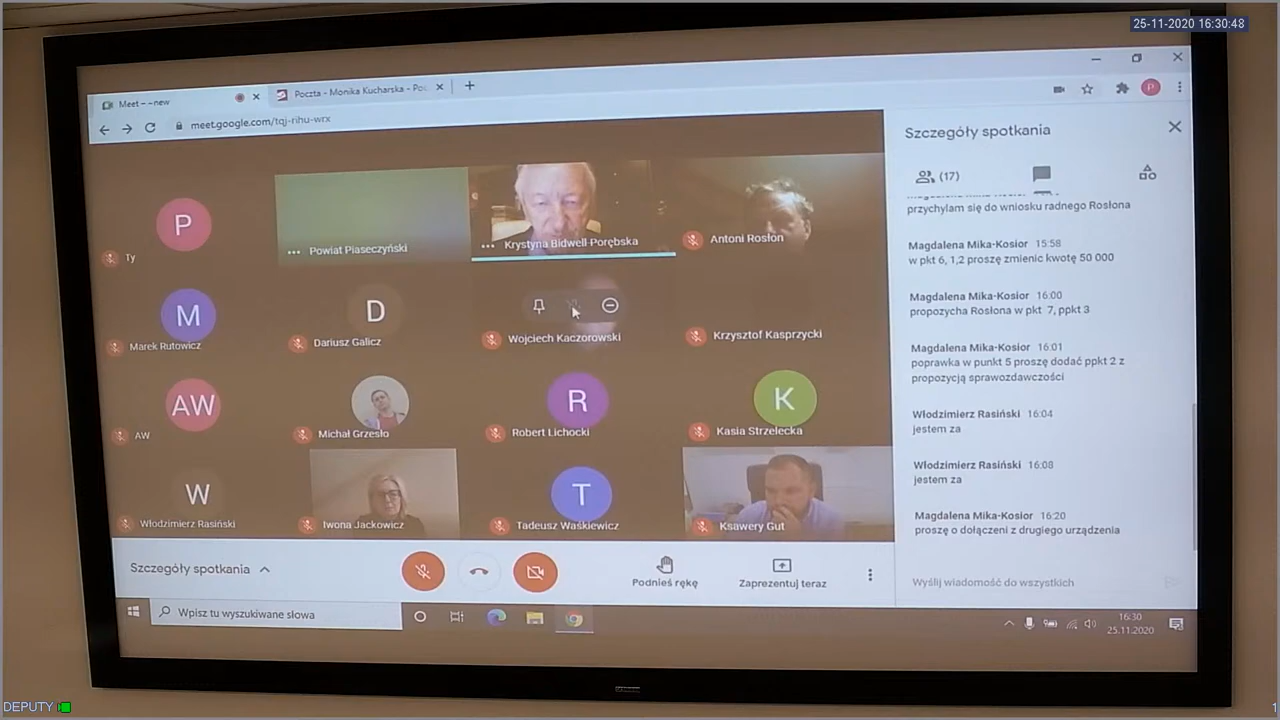 25-11-2020 16:30:48
Meet – –new
Poczta - Monika Kucharska - Po
meet.google.com/tqj-rihu-wrx
Szczegóły spotkania
(17)
przychylam się do wniosku radnego Rosłona
Magdalena Mika-Kosior 15:58
w pkt 6, 1,2 proszę zmienic kwotę 50 000
Magdalena Mika-Kosior 16:00
propozycha Rosłona w pkt 7, ppkt 3
Magdalena Mika-Kosior 16:01
poprawka w punkt 5 proszę dodać ppkt 2 z
propozycją sprawozdawczości
Włodzimierz Rasiński 16:04
jestem za
Włodzimierz Rasiński 16:08
jestem za
Magdalena Mika-Kosior 16:20
proszę o dołączeni z drugiego urządzenia
Wyślij wiadomość do wszystkich
P
Ty
Powiat Piaseczyński
Krystyna Bidwell-Porębska
Antoni Rosłon
M
Marek Rutowicz
D
Dariusz Galicz
Wojciech Kaczorowski
Krzysztof Kasprzycki
AW
AW
Michał Grzesło
R
Robert Lichocki
K
Kasia Strzelecka
W
Włodzimierz Rasiński
Iwona Jackowicz
T
Tadeusz Waśkiewicz
Ksawery Gut
Szczegóły spotkania
Podnieś rękę
Zaprezentuj teraz
Wpisz tu wyszukiwane słowa
16:30
25.11.2020
P
DEPUTY
1